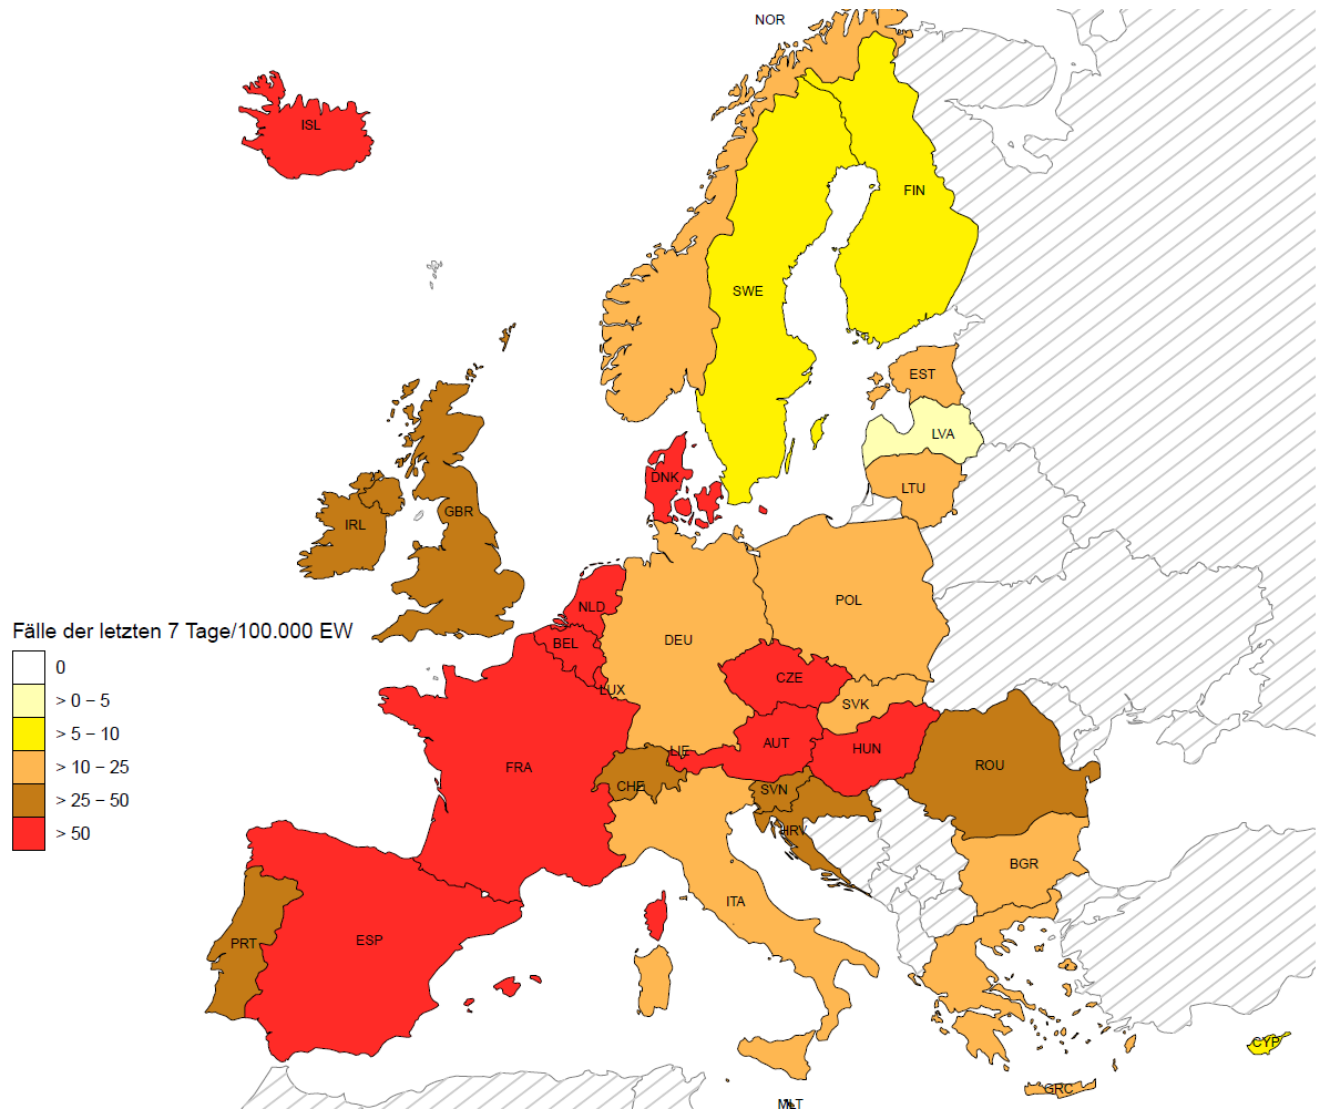 NOR
ISL
FIN
SWE
EST
LVA
DNK
LTU
GBR
IRL
POL
NLD
Fälle der letzten 7 Tage/100.000 EW
DEU
BEL
0
CZE
LUX
> 0 – 5
SVK
> 5 – 10
AUT
HUN
LIE
> 10 – 25
FRA
ROU
CHE
SVN
> 25 – 50
HRV
> 50
BGR
ITA
PRT
ESP
CYP
GRC
MLT